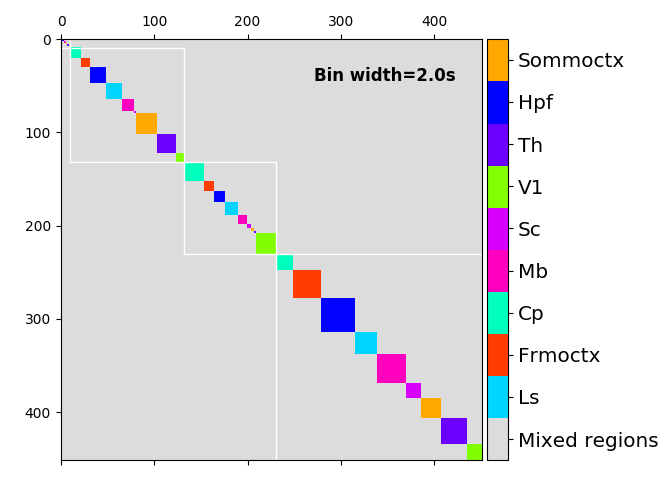 0 100 200 300 400
0
100
200
300
400
Bin width=2.0s
Sommoctx
Hpf
Th
V1
Sc
Mb
Cp
Frmoctx
Ls
Mixed regions